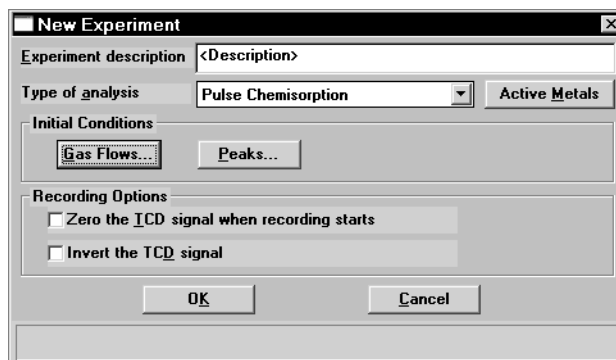 New Experiment
Experiment description <Description>
Type of analysis Pulse Chemisorption Active Metals
Initial Conditions
Gas Flows... Peaks...
Recording Options
Zero the TCD signal when recording starts
Invert the TCD signal
OK Cancel